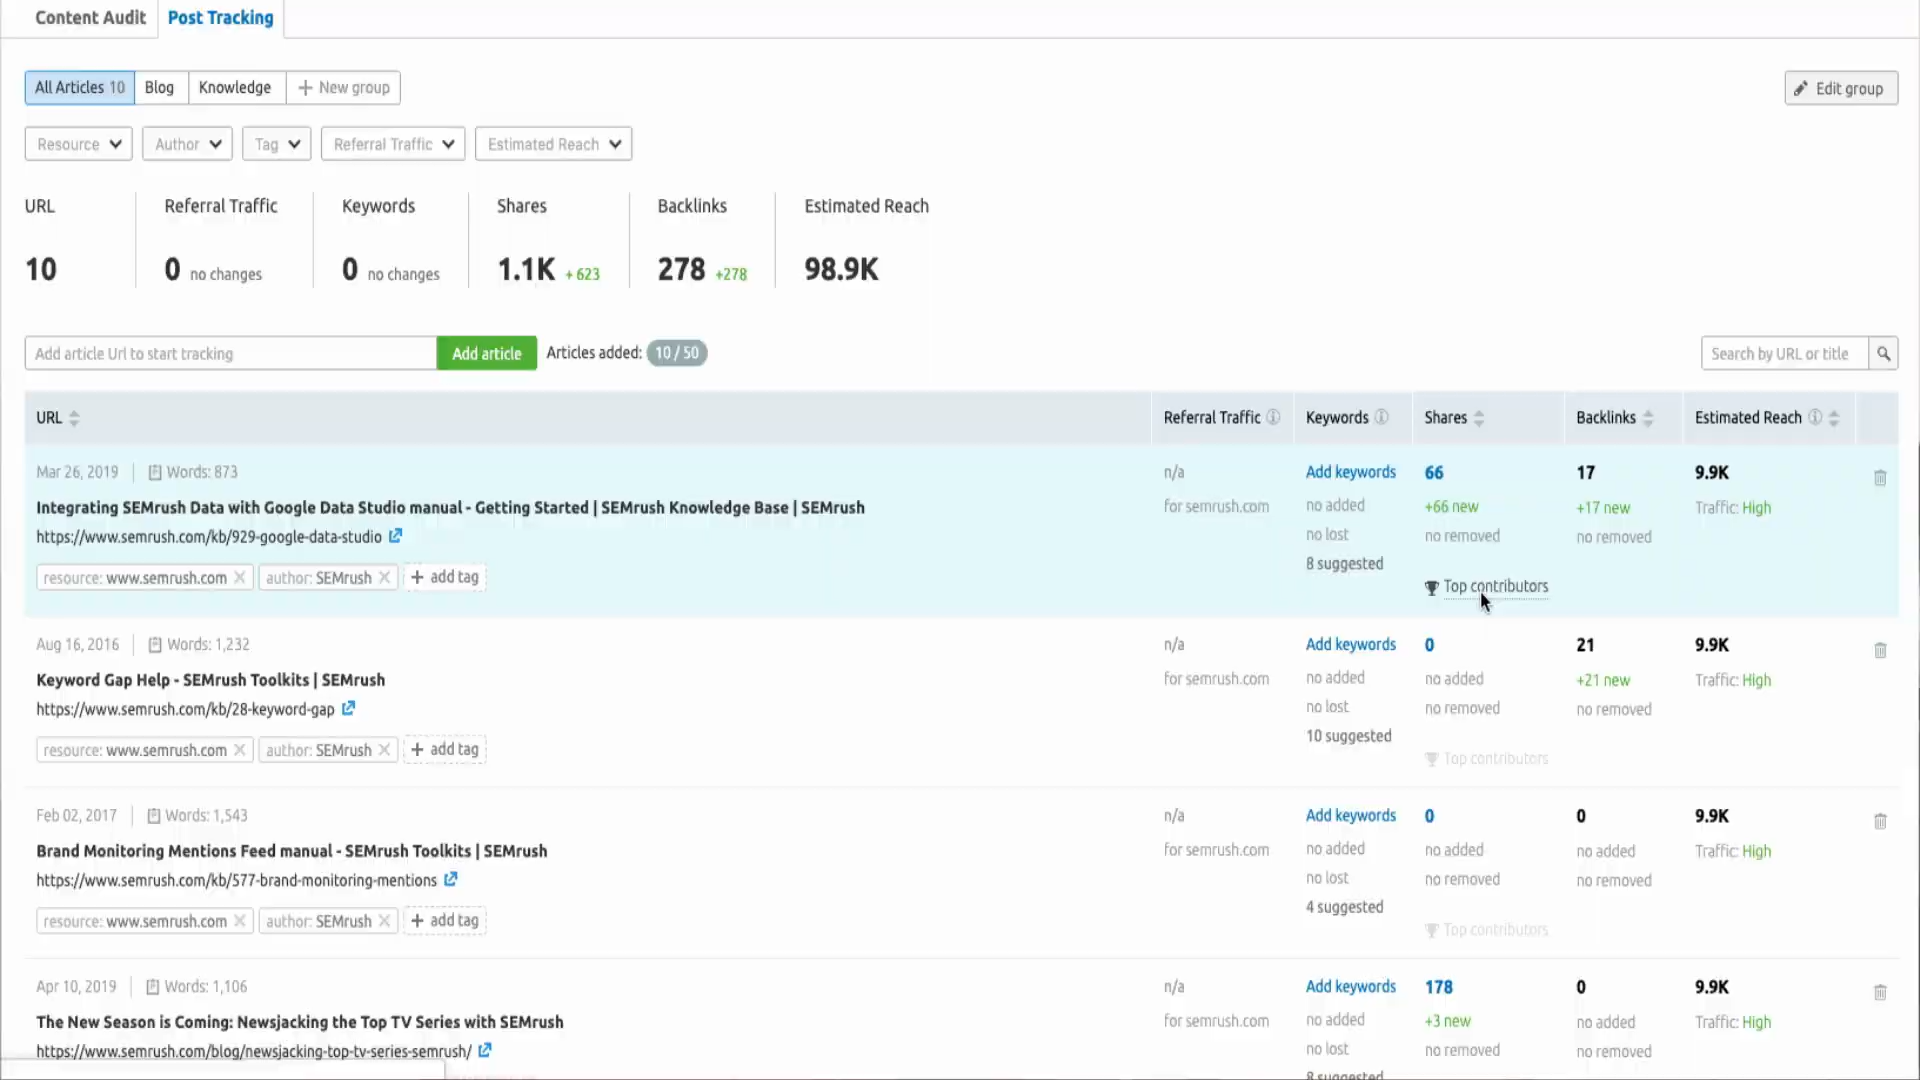 Content Audit Post Tracking
All Articles 10 Blog Knowledge + New group Edit group
Resource Author Tag Referral Traffic Estimated Reach
URL Referral Traffic Keywords Shares Backlinks Estimated Reach
10 0 no changes 0 no changes 1.1K + 623 278 +278 98.9K
Add article Url to start tracking Add article Articles added: 10 / 50 Search by URL or title
URL Referral Traffic Keywords Shares Backlinks Estimated Reach
Mar 26, 2019 Words: 873 n/a Add keywords 66 17 9.9K
Integrating SEMrush Data with Google Data Studio manual - Getting Started | SEMrush Knowledge Base | SEMrush for semrush.com no added +66 new +17 new Traffic: High
https://www.semrush.com/kb/929-google-data-studio no lost no removed no removed
8 suggested
resource: www.semrush.com author: SEMrush + add tag Top contributors
Aug 16, 2016 Words: 1,232 n/a Add keywords 0 21 9.9K
Keyword Gap Help - SEMrush Toolkits | SEMrush for semrush.com no added no added +21 new Traffic: High
https://www.semrush.com/kb/28-keyword-gap no lost no removed no removed
10 suggested
resource: www.semrush.com author: SEMrush + add tag Top contributors
Feb 02, 2017 Words: 1,543 n/a Add keywords 0 0 9.9K
Brand Monitoring Mentions Feed manual - SEMrush Toolkits | SEMrush for semrush.com no added no added no added Traffic: High
https://www.semrush.com/kb/577-brand-monitoring-mentions no lost no removed no removed
4 suggested
resource: www.semrush.com author: SEMrush + add tag Top contributors
Apr 10, 2019 Words: 1,106 n/a Add keywords 178 0 9.9K
The New Season is Coming: Newsjacking the Top TV Series with SEMrush for semrush.com no added +3 new no added Traffic: High
https://www.semrush.com/blog/newsjacking-top-tv-series-semrush/ no lost no removed no removed
8 suggested